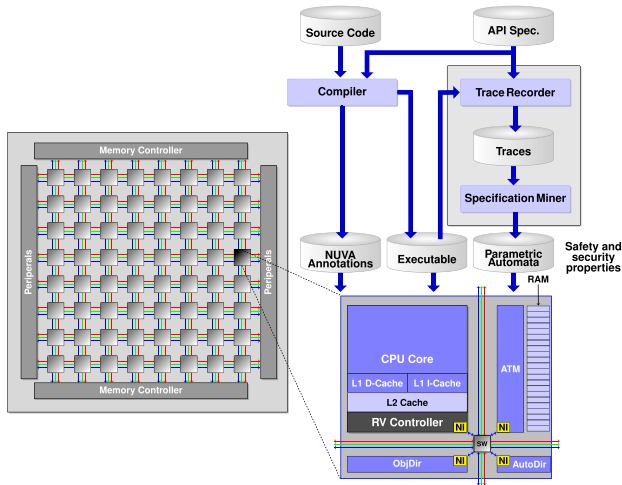 Source Code
API Spec.
Compiler
Trace Recorder
Traces
Specification Miner
Memory Controller
Periperals
Periperals
Memory Controller
NUVA
Annotations
Executable
Parametric
Automata
Safety and
security
properties
RAM
CPU Core
L1 D-Cache
L1 I-Cache
L2 Cache
RV Controller
ATM
NI
NI
SW
NI
NI
ObjDir
AutoDir